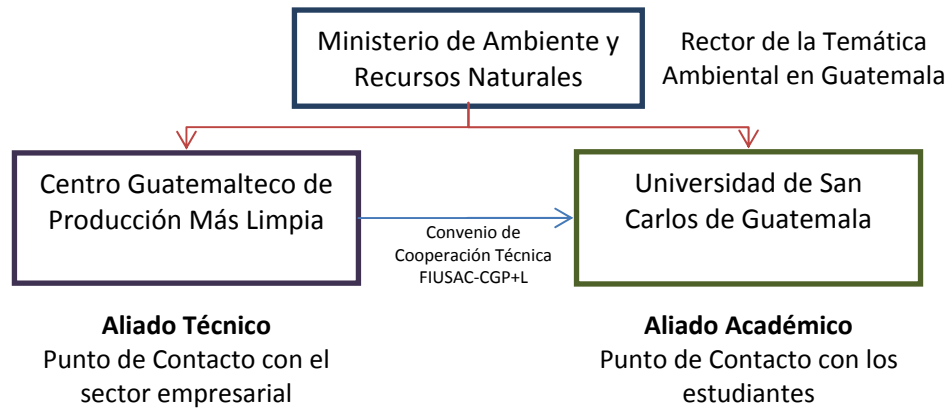 Ministerio de Ambiente y
Recursos Naturales
Rector de la Temática
Ambiental en Guatemala
Centro Guatemalteco de
Producción Más Limpia
Convenio de
Cooperación Técnica
FIUSAC-CGP+L
Universidad de San
Carlos de Guatemala
Aliado Técnico
Punto de Contacto con el
sector empresarial
Aliado Académico
Punto de Contacto con los
estudiantes